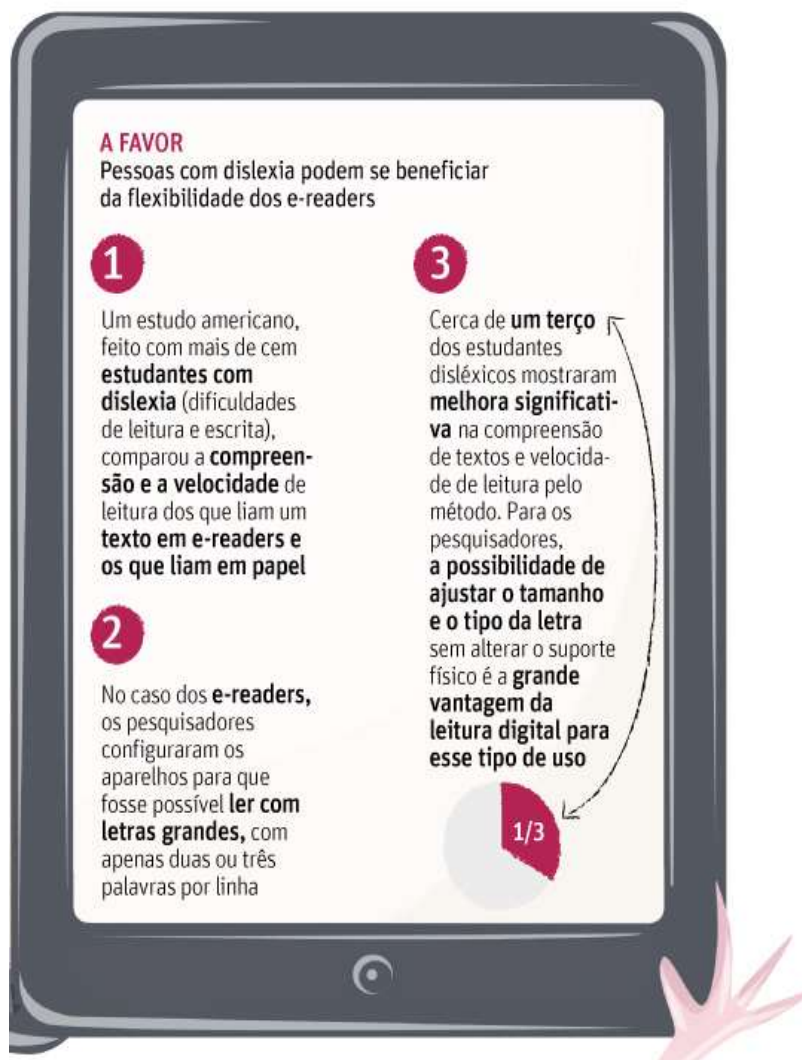 A FAVOR
Pessoas com dislexia podem se beneficiar
da flexibilidade dos e-readers
1
Um estudo americano,
feito com mais de cem
estudantes com
dislexia (dificuldades
de leitura e escrita),
comparou a compreen-
são e a velocidade de
leitura dos que liam um
texto em e-readers e
os que liam em papel
2
No caso dos e-readers,
os pesquisadores
configuraram os
aparelhos para que
fosse possível ler com
letras grandes, com
apenas duas ou três
palavras por linha
3
Cerca de um terço
dos estudantes
disléxicos mostraram
melhora significati-
va na compreensão
de textos e velocida-
de de leitura pelo
método. Para os
pesquisadores,
a possibilidade de
ajustar o tamanho
e o tipo da letra
sem alterar o suporte
físico é a grande
vantagem da
leitura digital para
esse tipo de uso
1/3